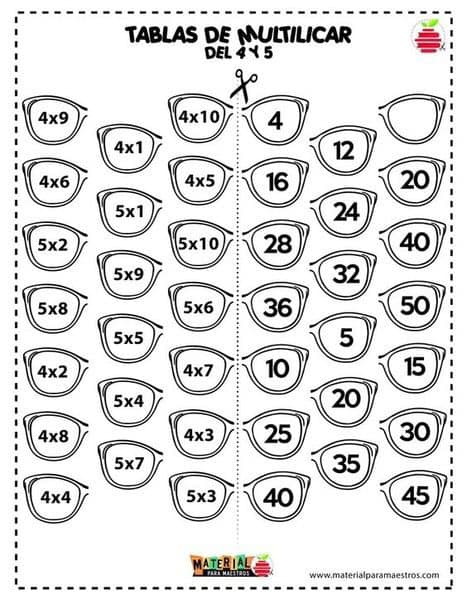 TABLAS DE MULTILICAR
DEL 4 Y 5
4x9 4x10 4 
4x1 12
4x6 4x5 16 20
5x1 24
5x2 5x10 28 40
5x9 32
5x8 5x6 36 50
5x5 5
4x2 4x7 10 15
5x4 20
4x8 4x3 25 30
5x7 35
4x4 5x3 40 45
MATERIAL
PARA MAESTROS
www.materialparamaestros.com